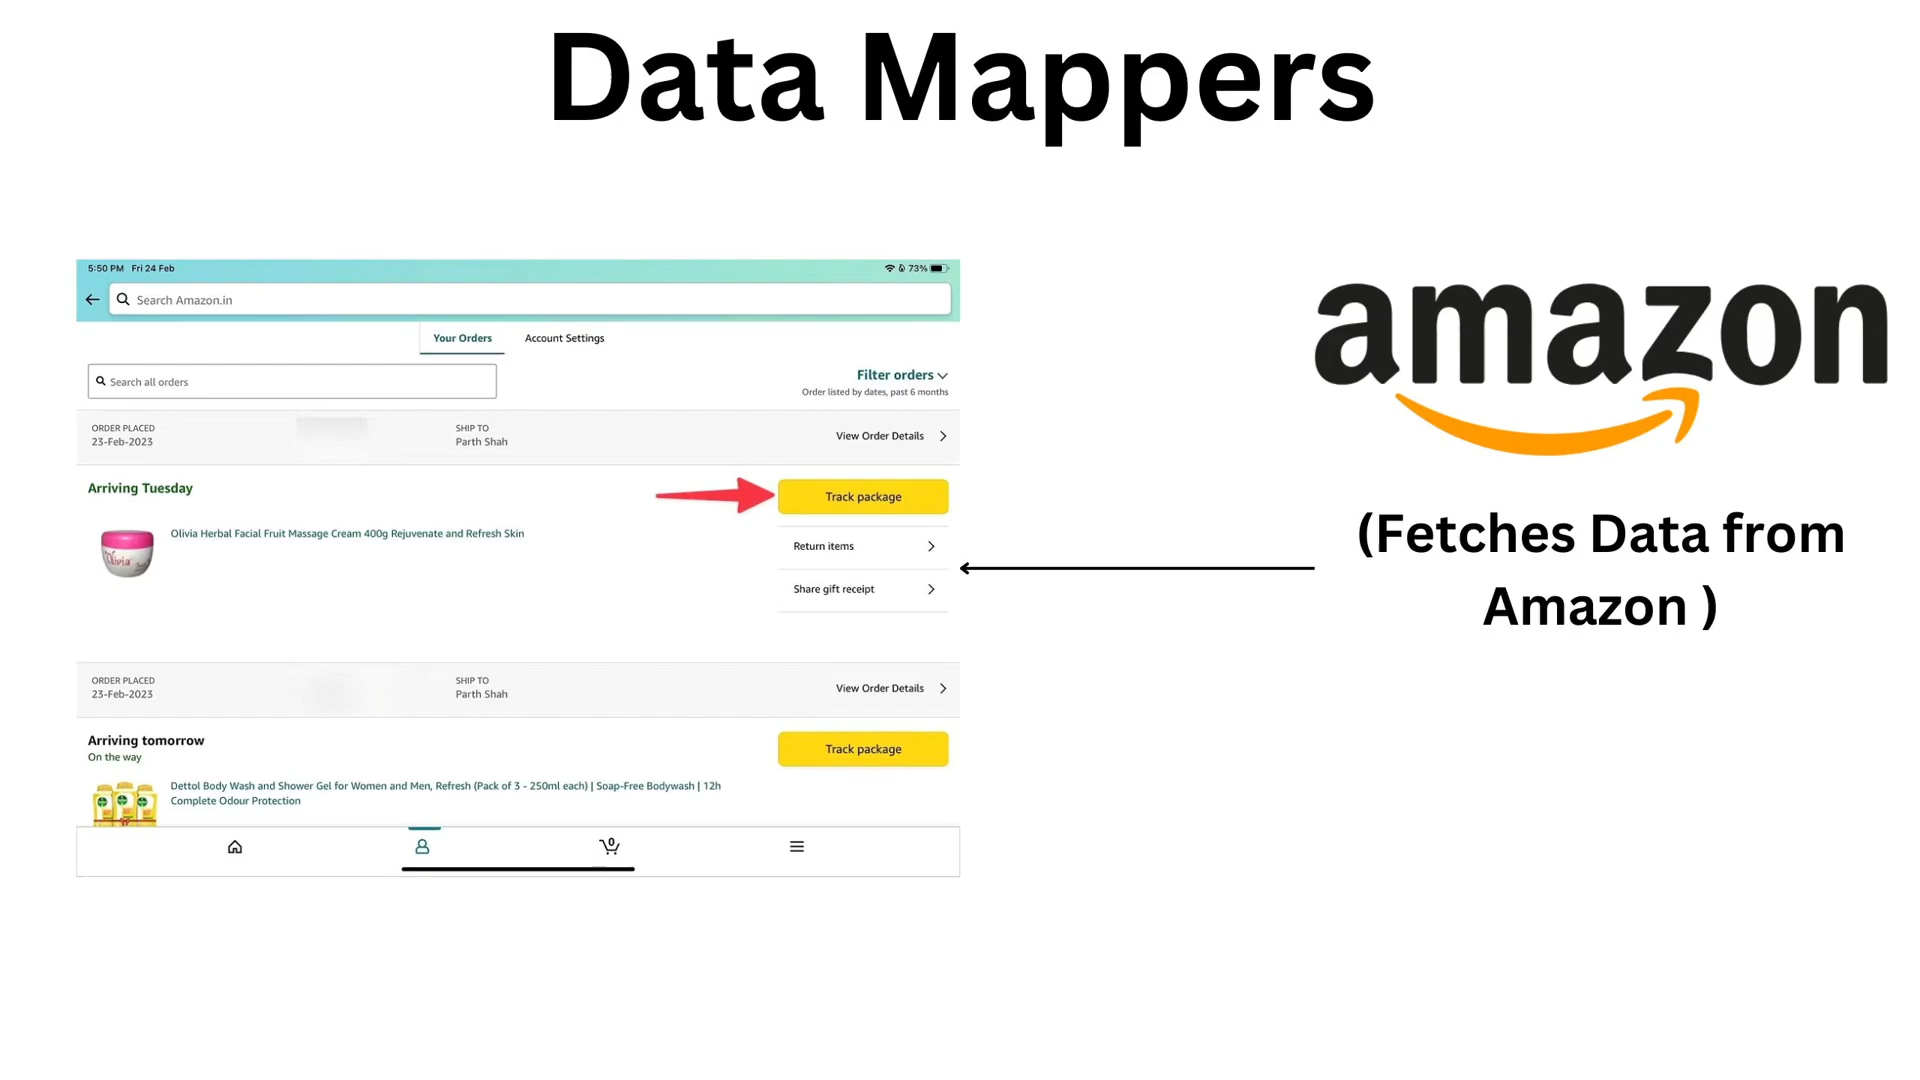 Data Mappers
5:50 PM Fri 24 Feb
73%
Search Amazon.in
Your Orders
Account Settings
Search all orders
Filter orders
Order listed by dates, past 6 months
ORDER PLACED
23-Feb-2023
SHIP TO
Parth Shah
View Order Details
Arriving Tuesday
Track package
Olivia Herbal Facial Fruit Massage Cream 400g Rejuvenate and Refresh Skin
Olivia
Return items
Share gift receipt
ORDER PLACED
23-Feb-2023
SHIP TO
Parth Shah
View Order Details
Arriving tomorrow
On the way
Track package
Dettol Body Wash and Shower Gel for Women and Men, Refresh (Pack of 3 - 250ml each) | Soap-Free Bodywash | 12h
Complete Odour Protection
0
amazon
(Fetches Data from
Amazon )